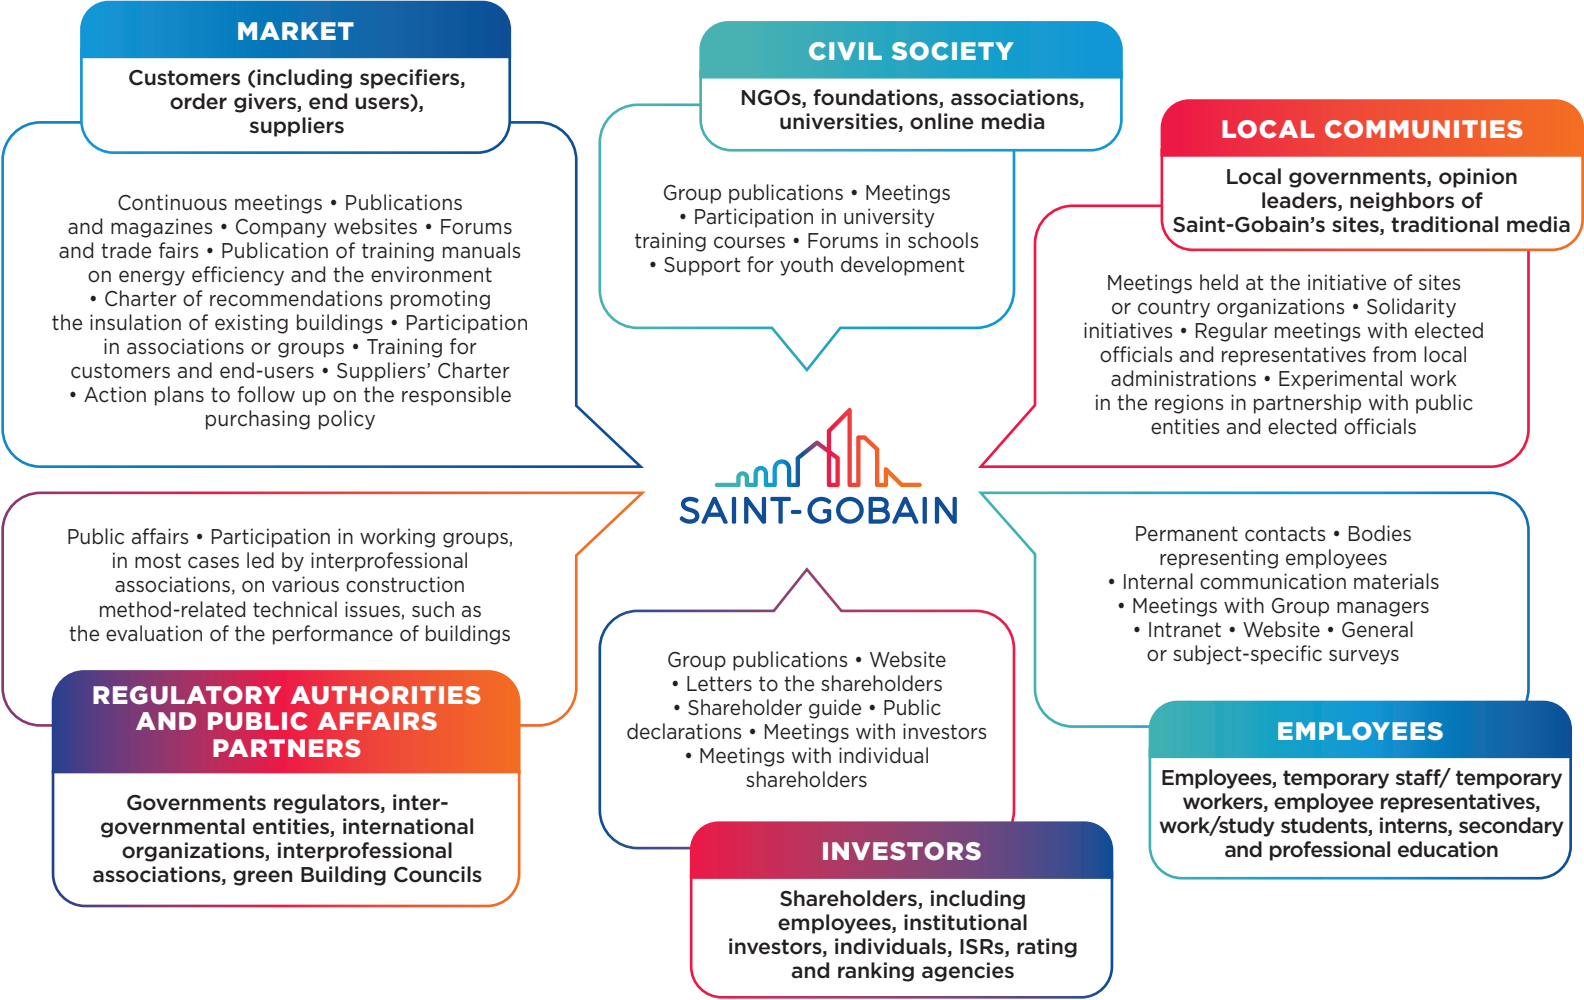 MARKET
Customers (including specifiers,
order givers, end users),
suppliers
Continuous meetings • Publications
and magazines • Company websites • Forums
and trade fairs • Publication of training manuals
on energy efficiency and the environment
• Charter of recommendations promoting
the insulation of existing buildings • Participation
in associations or groups • Training for
customers and end-users • Suppliers’ Charter
• Action plans to follow up on the responsible
purchasing policy
CIVIL SOCIETY
NGOs, foundations, associations,
universities, online media
Group publications • Meetings
• Participation in university
training courses • Forums in schools
• Support for youth development
LOCAL COMMUNITIES
Local governments, opinion
leaders, neighbors of
Saint-Gobain’s sites, traditional media
Meetings held at the initiative of sites
or country organizations • Solidarity
initiatives • Regular meetings with elected
officials and representatives from local
administrations • Experimental work
in the regions in partnership with public
entities and elected officials
SAINT-GOBAIN
Public affairs • Participation in working groups,
in most cases led by interprofessional
associations, on various construction
method-related technical issues, such as
the evaluation of the performance of buildings
REGULATORY AUTHORITIES
AND PUBLIC AFFAIRS
PARTNERS
Governments regulators, inter-
governmental entities, international
organizations, interprofessional
associations, green Building Councils
Group publications • Website
• Letters to the shareholders
• Shareholder guide • Public
declarations • Meetings with investors
• Meetings with individual
shareholders
INVESTORS
Shareholders, including
employees, institutional
investors, individuals, ISRs, rating
and ranking agencies
Permanent contacts • Bodies
representing employees
• Internal communication materials
• Meetings with Group managers
• Intranet • Website • General
or subject-specific surveys
EMPLOYEES
Employees, temporary staff/ temporary
workers, employee representatives,
work/study students, interns, secondary
and professional education